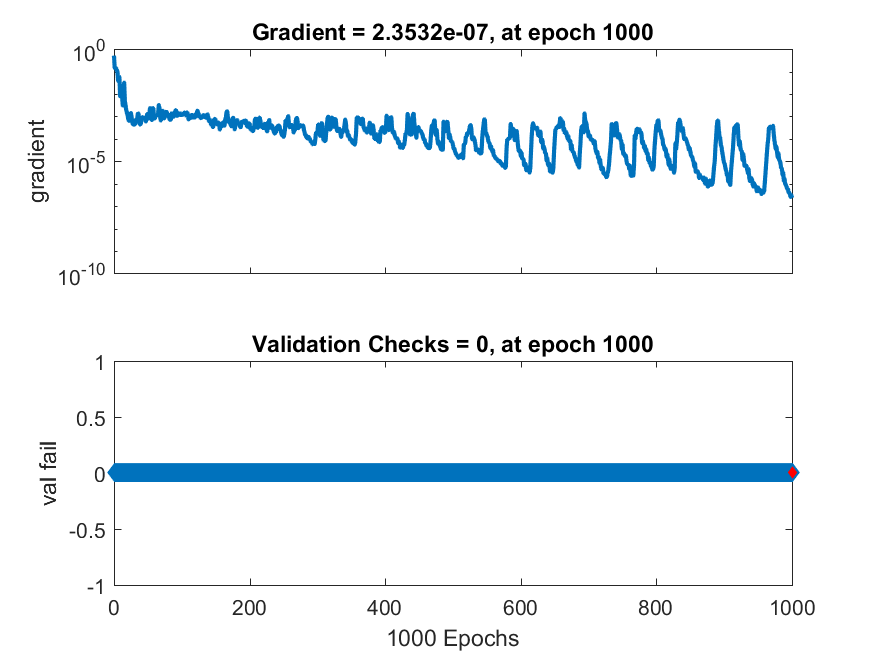 Gradient = 2.3532e-07, at epoch 1000
10^0
10^-5
10^-10
gradient
Validation Checks = 0, at epoch 1000
1
0.5
0
-0.5
-1
val fail
0 200 400 600 800 1000
1000 Epochs